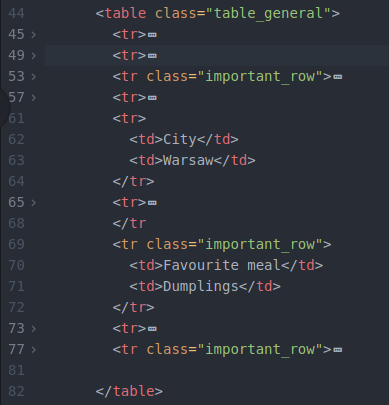 44 <table class="table_general">
45 > <tr>
49 > <tr>
53 > <tr class="important_row">
57 > <tr>
61 <tr>
62 <td>City</td>
63 <td>Warsaw</td>
64 </tr>
65 > <tr>
68 </tr
69 <tr class="important_row">
70 <td>Favourite meal</td>
71 <td>Dumplings</td>
72 </tr>
73 > <tr>
77 > <tr class="important_row">
81
82 </table>